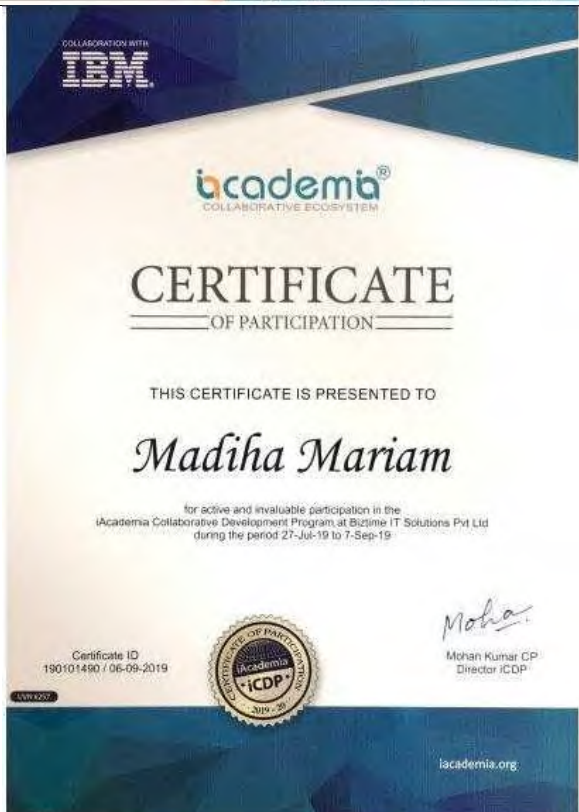 COLLABORATION WITH
IBM®
iacademia®
COLLABORATIVE ECOSYSTEM
CERTIFICATE
OF PARTICIPATION
THIS CERTIFICATE IS PRESENTED TO
Madiha Mariam
for active and invaluable participation in the
iAcademia Collaborative Development Program at Biztime IT Solutions Pvt Ltd
during the period 27-Jul-19 to 7-Sep-19
Moha
Mohan Kumar CP
Director iCDP
Certificate ID
190101490 / 06-09-2019
CERTIFICATE OF PARTICIPATION
iAcademia
iCDP
2019 - 20
iacademia.org